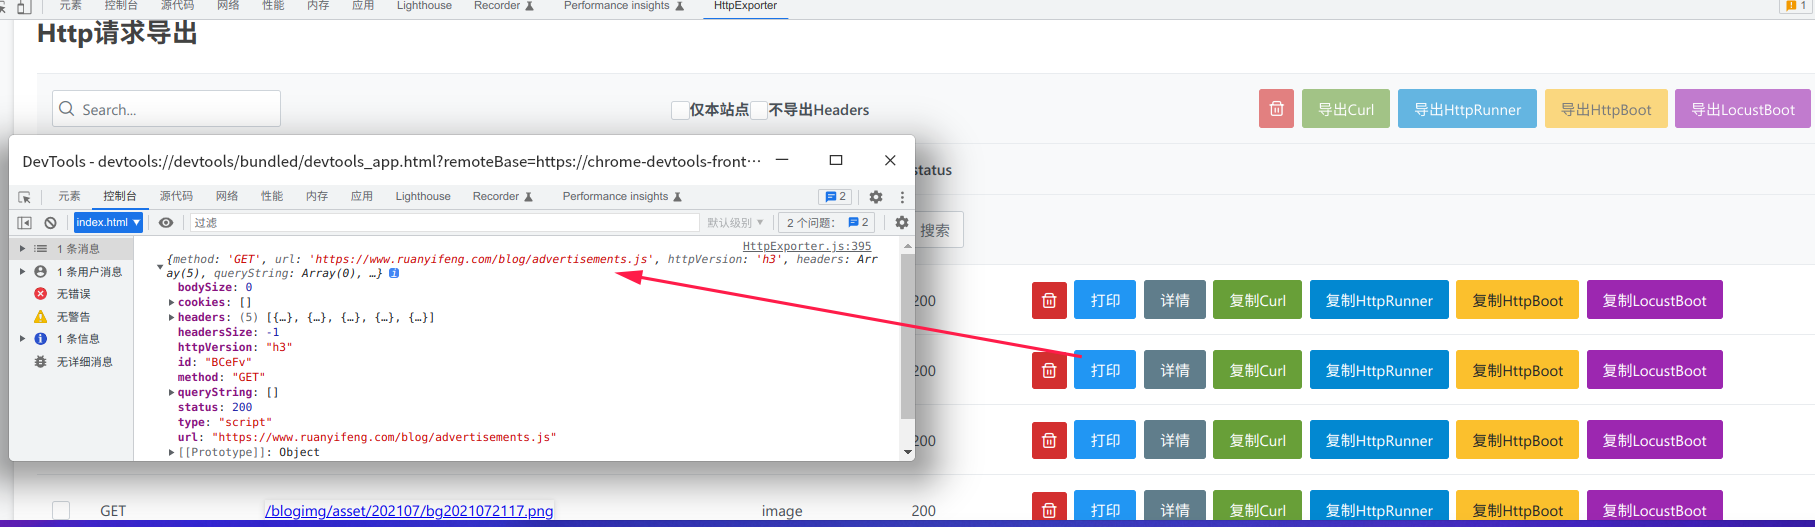 元素 控制台 源代码 网络 性能 内存 应用 Lighthouse Recorder Performance insights HttpExporter 1
Http请求导出
Search... 仅本站点 不导出Headers 导出Curl 导出HttpRunner 导出HttpBoot 导出LocustBoot
DevTools - devtools://devtools/bundled/devtools_app.html?remoteBase=https://chrome-devtools-front…
status
元素 控制台 源代码 网络 性能 内存 应用 Lighthouse Recorder Performance insights 2
index.html 过滤 默认级别 2 个问题: 2
搜索
1 条消息
1 条用户消息
无错误
无警告
1 条信息
无详细消息
HttpExporter.js:395
{method: 'GET', url: 'https://www.ruanyifeng.com/blog/advertisements.js', httpVersion: 'h3', headers: Arr
ay(5), queryString: Array(0), …}
bodySize: 0
cookies: []
headers: (5) [{…}, {…}, {…}, {…}, {…}]
headersSize: -1
httpVersion: "h3"
id: "BCeFv"
method: "GET"
queryString: []
status: 200
type: "script"
url: "https://www.ruanyifeng.com/blog/advertisements.js"
[[Prototype]]: Object
200 打印 详情 复制Curl 复制HttpRunner 复制HttpBoot 复制LocustBoot
200 打印 详情 复制Curl 复制HttpRunner 复制HttpBoot 复制LocustBoot
200 打印 详情 复制Curl 复制HttpRunner 复制HttpBoot 复制LocustBoot
GET /blogimg/asset/202107/bg2021072117.png image 200 打印 详情 复制Curl 复制HttpRunner 复制HttpBoot 复制LocustBoot